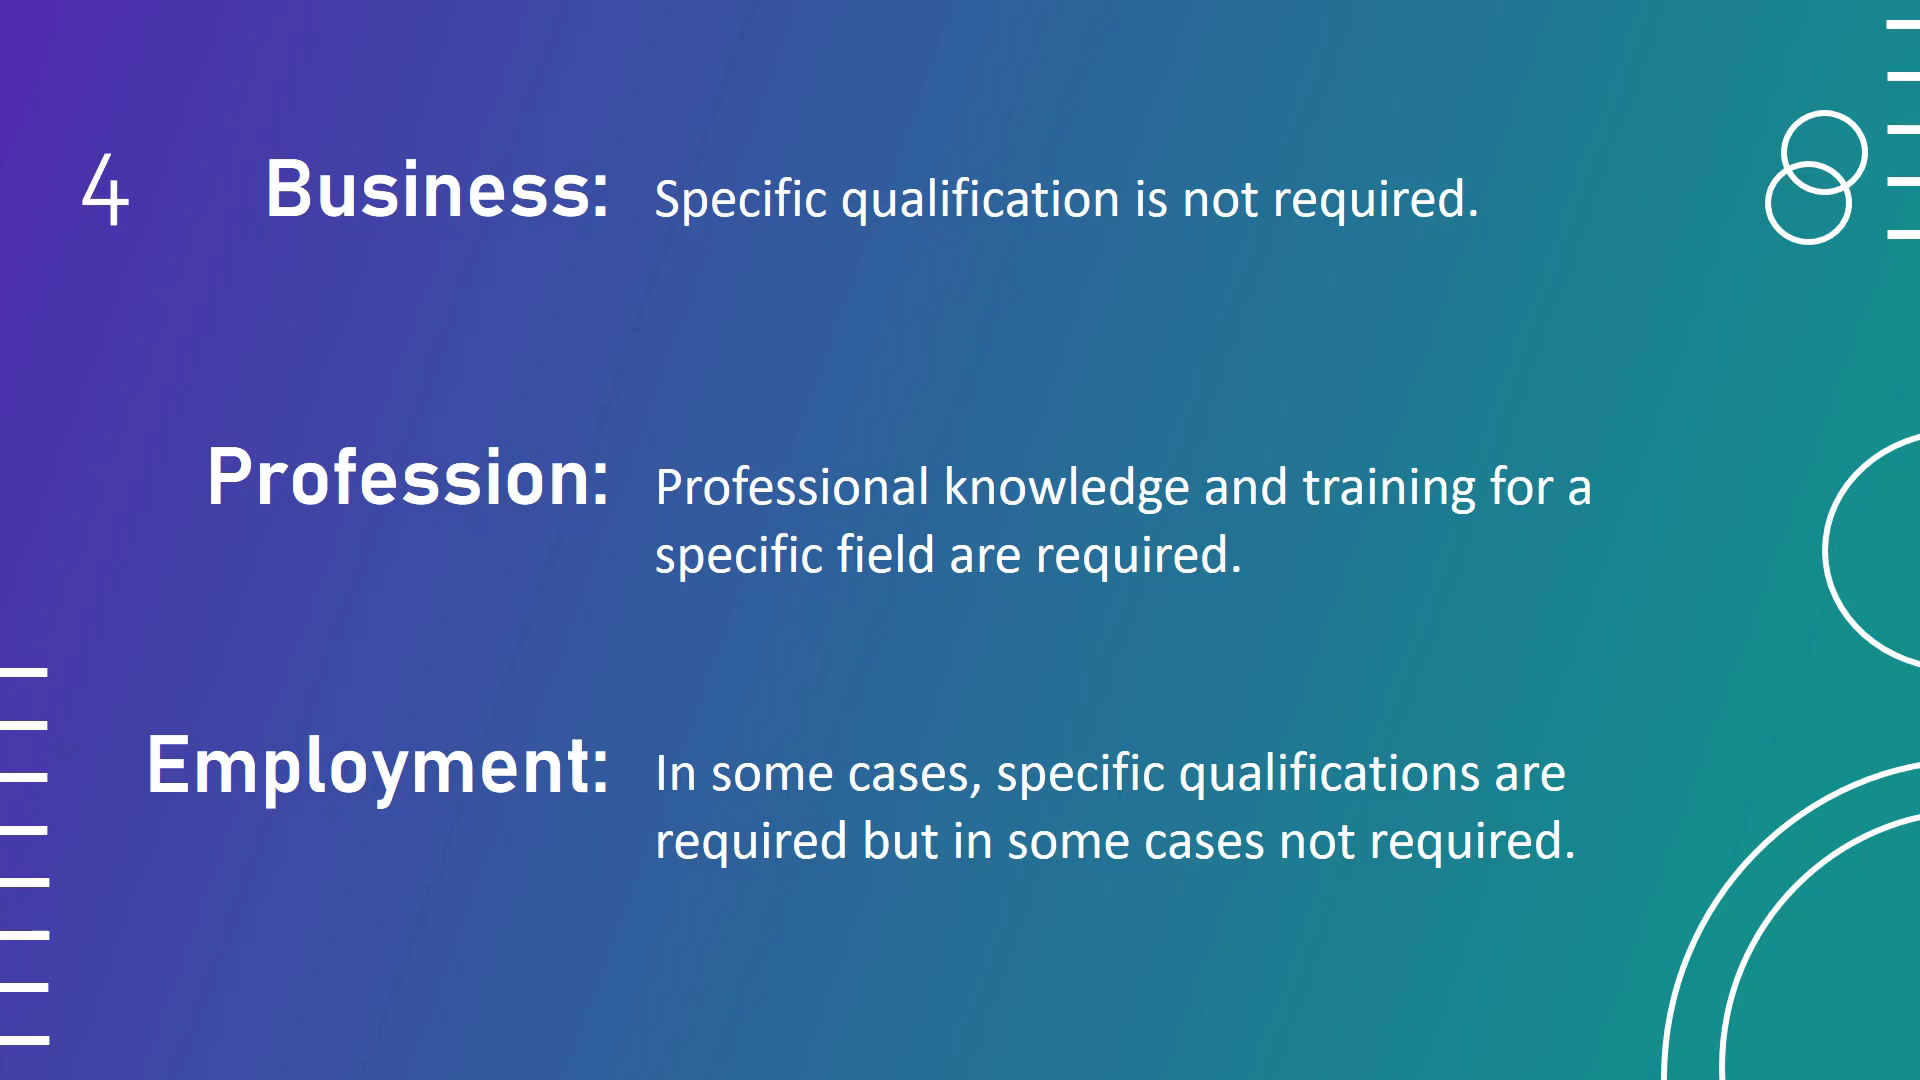 4 Business: Specific qualification is not required.
Profession: Professional knowledge and training for a
specific field are required.
Employment: In some cases, specific qualifications are
required but in some cases not required.